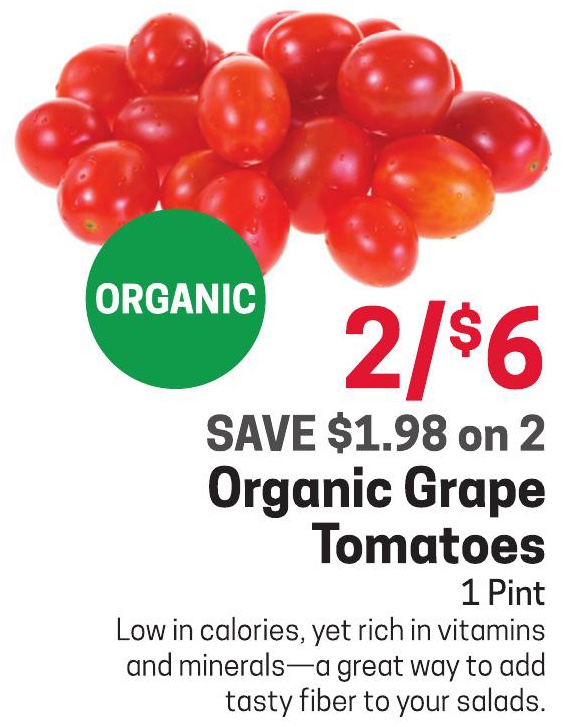 ORGANIC
2/$6
SAVE $1.98 on 2
Organic Grape
Tomatoes
1 Pint
Low in calories, yet rich in vitamins
and minerals—a great way to add
tasty fiber to your salads.